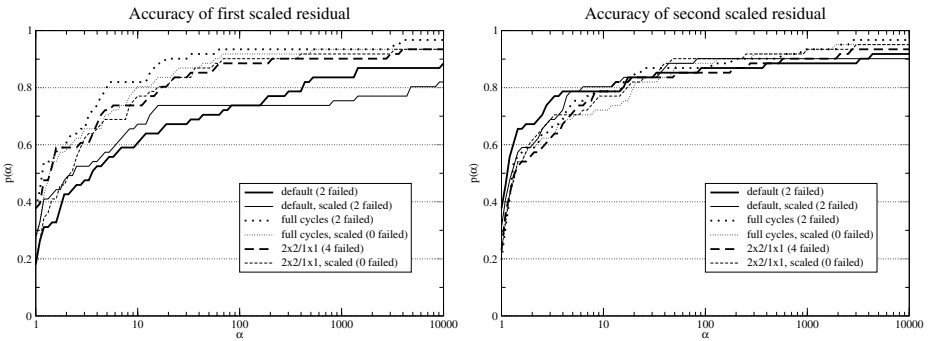 Accuracy of first scaled residual
1
0.8
0.6
p(α)
0.4
0.2
0
default (2 failed)
default, scaled (2 failed)
full cycles (2 failed)
full cycles, scaled (0 failed)
2x2/1x1 (4 failed)
2x2/1x1, scaled (0 failed)
1 10 100 1000 10000
α
Accuracy of second scaled residual
1
0.8
0.6
p(α)
0.4
0.2
0
default (2 failed)
default, scaled (2 failed)
full cycles (2 failed)
full cycles, scaled (0 failed)
2x2/1x1 (4 failed)
2x2/1x1, scaled (0 failed)
1 10 100 1000 10000
α